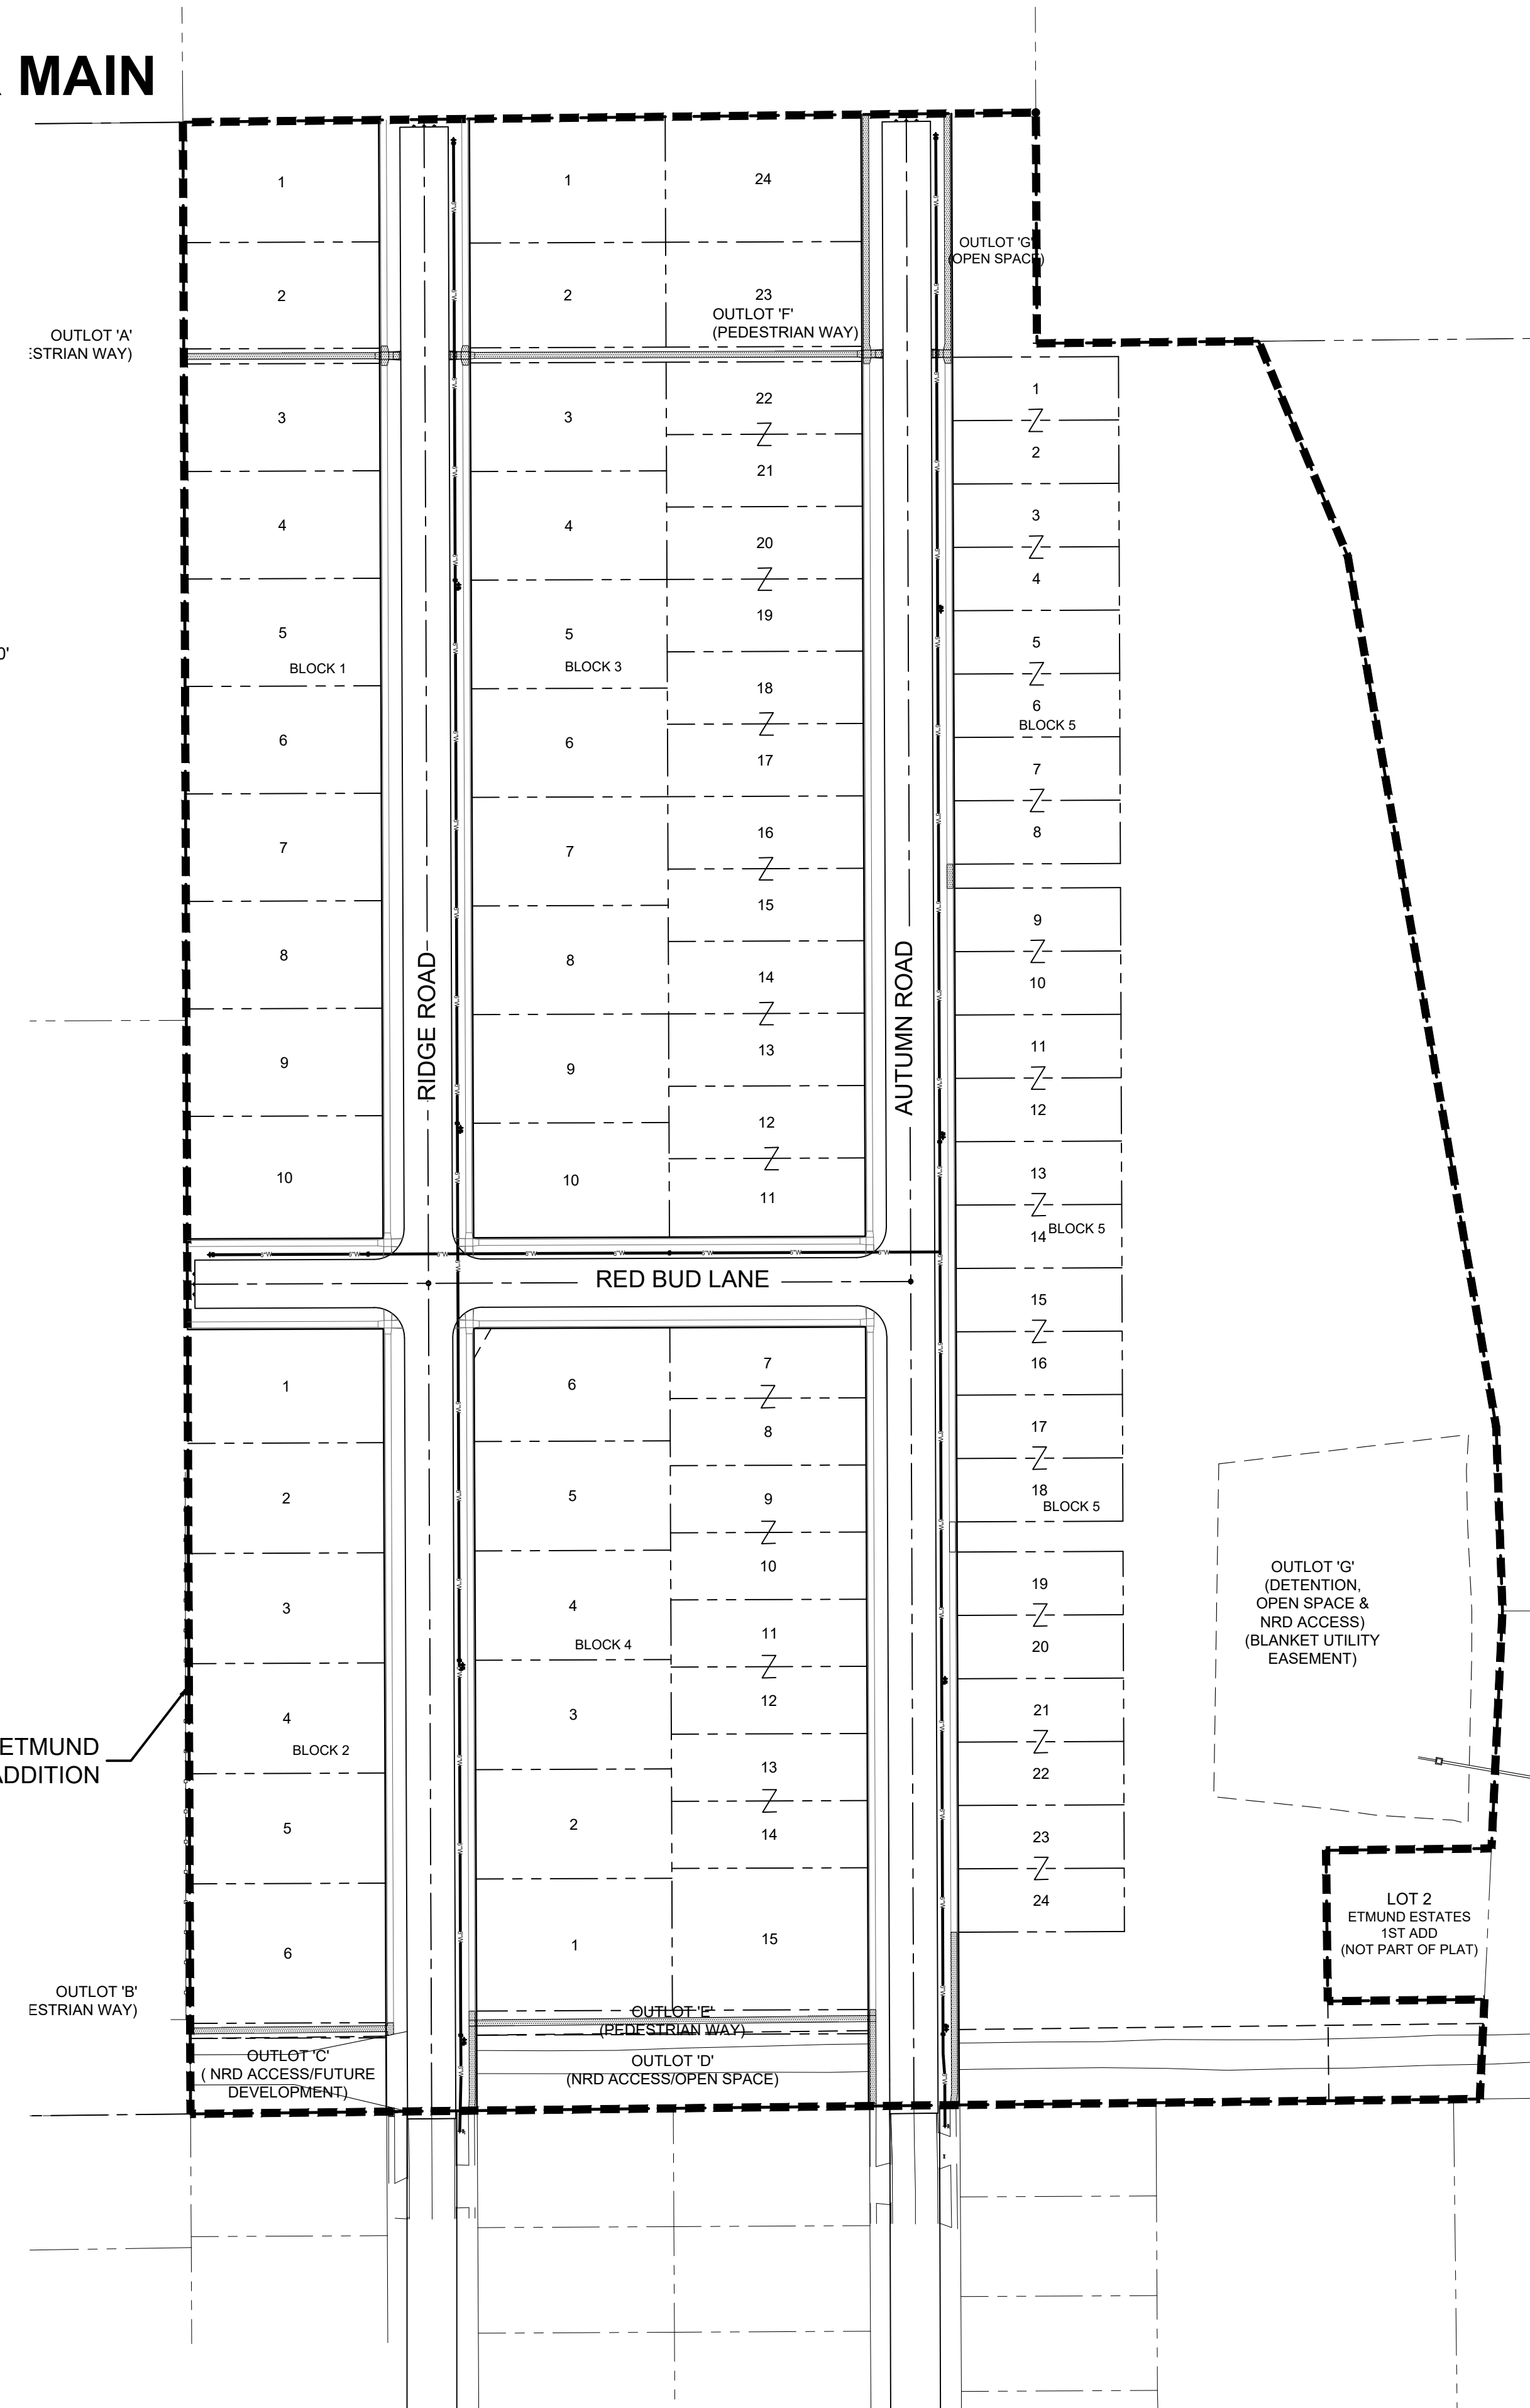 MAIN
1
1
24
OUTLOT 'G'
(OPEN SPACE)
2
2
23
OUTLOT 'F'
(PEDESTRIAN WAY)
OUTLOT 'A'
ESTRIAN WAY)
1
22
3
3
2
21
3
4
4
20
4
19
5
5
5
0'
BLOCK 1
BLOCK 3
18
6
BLOCK 5
6
6
17
7
16
8
7
7
15
9
8
8
14
10
RIDGE ROAD
AUTUMN ROAD
11
13
9
9
12
12
13
10
10
11
14
BLOCK 5
RED BUD LANE
15
7
16
1
6
8
17
2
5
9
18
BLOCK 5
10
OUTLOT 'G'
(DETENTION,
OPEN SPACE &
NRD ACCESS)
(BLANKET UTILITY
EASEMENT)
19
3
4
11
BLOCK 4
20
12
21
4
3
BLOCK 2
ETMUND
ADDITION
13
22
5
2
14
23
24
LOT 2
ETMUND ESTATES
1ST ADD
(NOT PART OF PLAT)
6
1
15
OUTLOT 'B'
ESTRIAN WAY)
OUTLOT 'E'
(PEDESTRIAN WAY)
OUTLOT 'C'
( NRD ACCESS/FUTURE
DEVELOPMENT)
OUTLOT 'D'
(NRD ACCESS/OPEN SPACE)